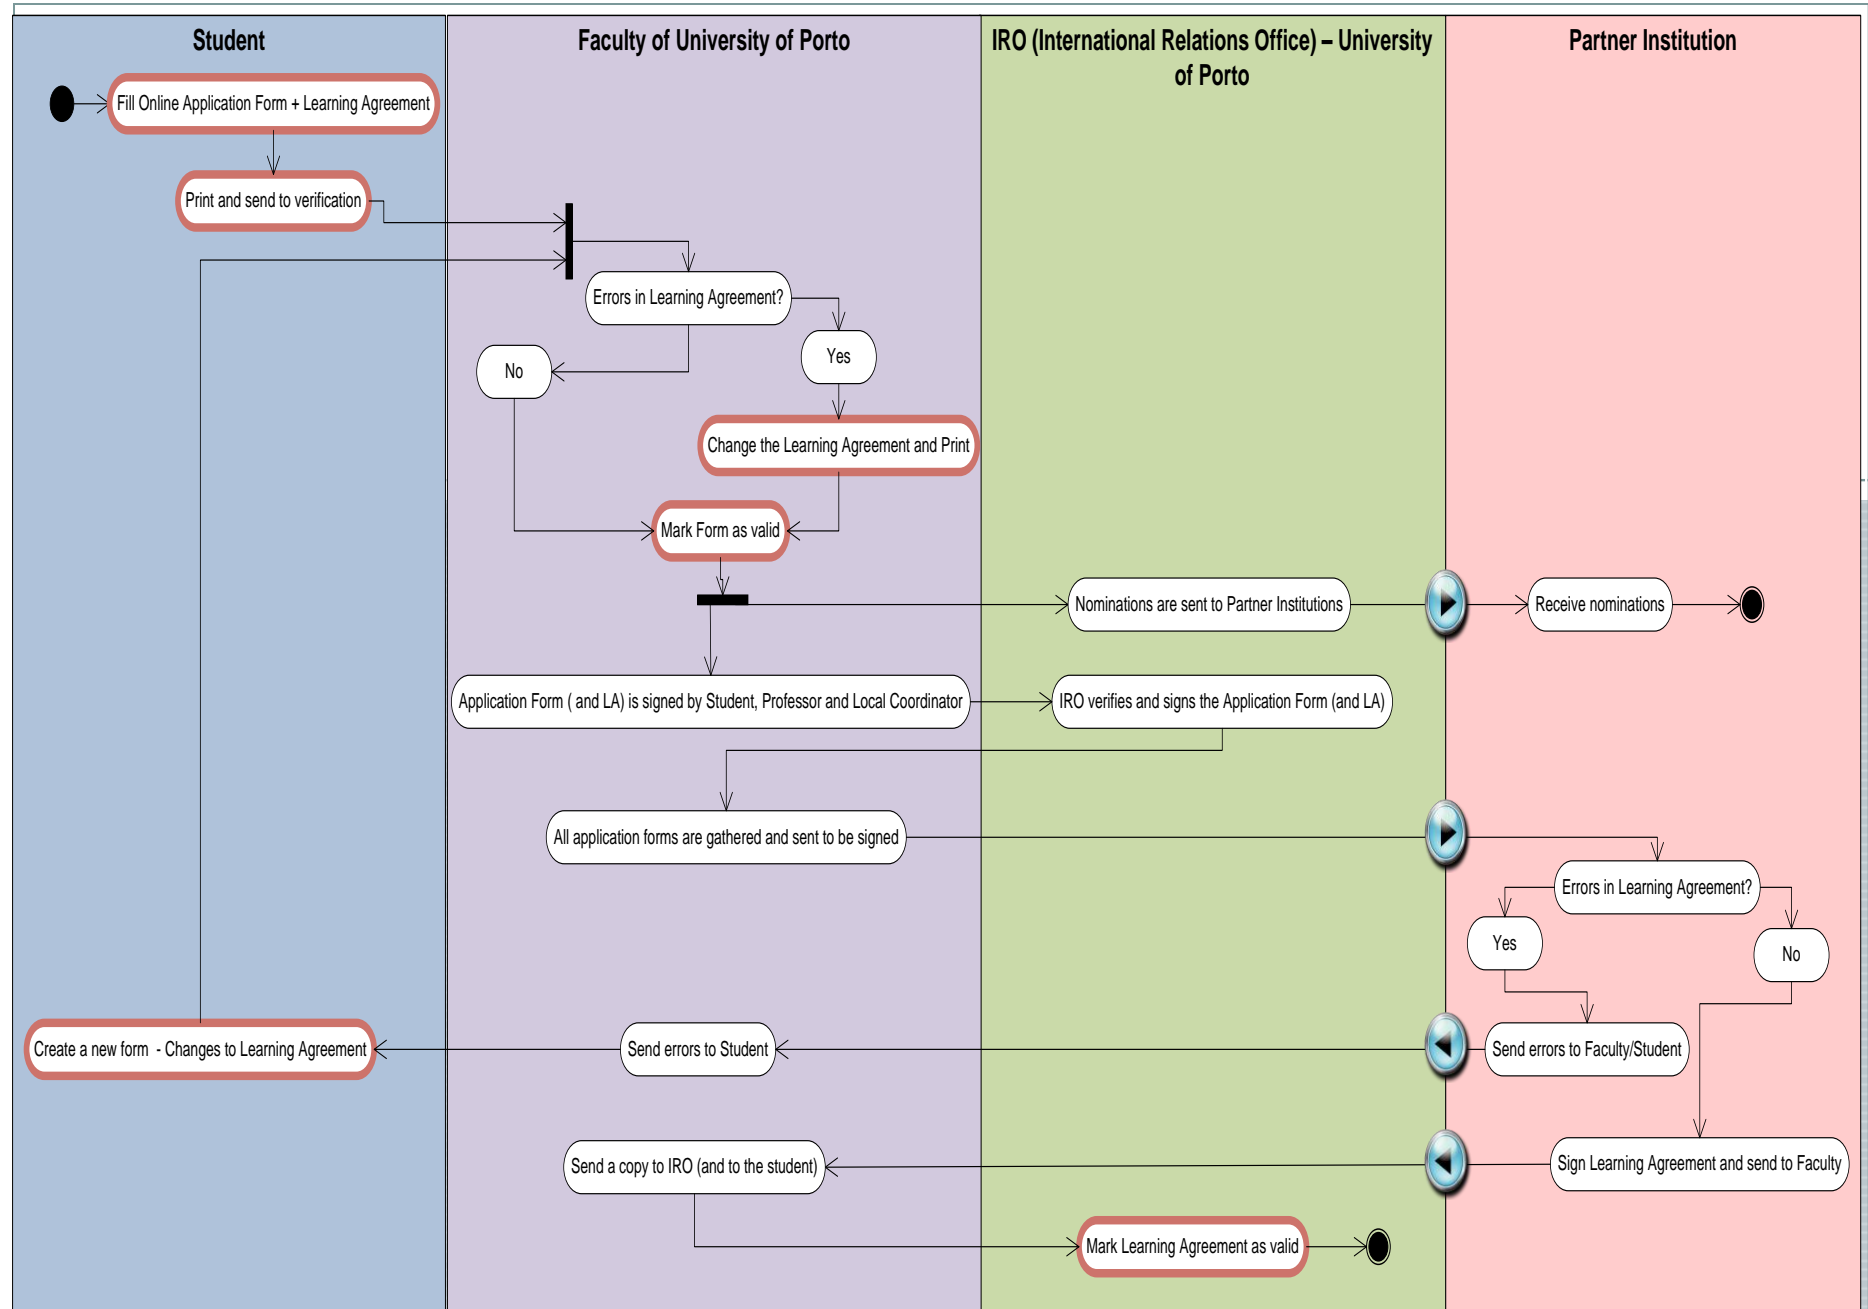 Student
Faculty of University of Porto
IRO (International Relations Office) – University
of Porto
Partner Institution
Fill Online Application Form + Learning Agreement
Print and send to verification
Errors in Learning Agreement?
No
Yes
Change the Learning Agreement and Print
Mark Form as valid
Nominations are sent to Partner Institutions
Receive nominations
Application Form ( and LA) is signed by Student, Professor and Local Coordinator
IRO verifies and signs the Application Form (and LA)
All application forms are gathered and sent to be signed
Errors in Learning Agreement?
Yes
No
Create a new form - Changes to Learning Agreement
Send errors to Student
Send errors to Faculty/Student
Send a copy to IRO (and to the student)
Sign Learning Agreement and send to Faculty
Mark Learning Agreement as valid